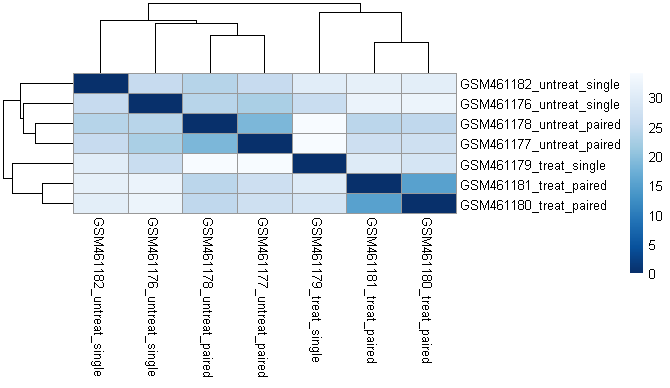 GSM461182_untreat_single
GSM461176_untreat_single
GSM461178_untreat_paired
GSM461177_untreat_paired
GSM461179_treat_single
GSM461181_treat_paired
GSM461180_treat_paired
30
25
20
15
10
5
0
GSM461182_untreat_single
GSM461176_untreat_single
GSM461178_untreat_paired
GSM461177_untreat_paired
GSM461179_treat_single
GSM461181_treat_paired
GSM461180_treat_paired